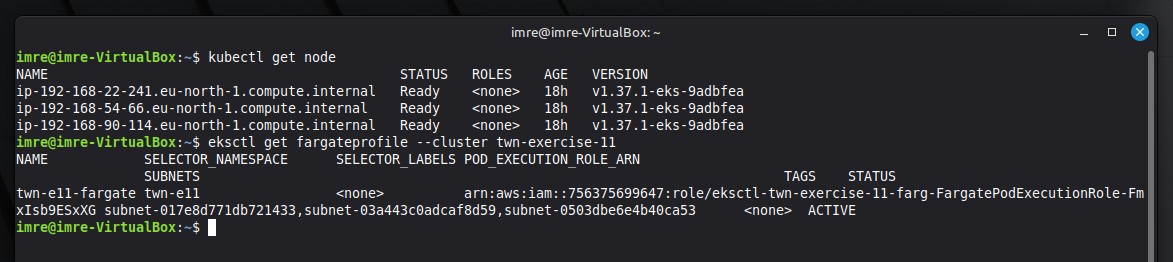 imre@imre-VirtualBox: ~
imre@imre-VirtualBox:~$ kubectl get node
NAME STATUS ROLES AGE VERSION
ip-192-168-22-241.eu-north-1.compute.internal Ready <none> 18h v1.37.1-eks-9adbfea
ip-192-168-54-66.eu-north-1.compute.internal Ready <none> 18h v1.37.1-eks-9adbfea
ip-192-168-90-114.eu-north-1.compute.internal Ready <none> 18h v1.37.1-eks-9adbfea
imre@imre-VirtualBox:~$ eksctl get fargateprofile --cluster twn-exercise-11
NAME SELECTOR_NAMESPACE SELECTOR_LABELS POD_EXECUTION_ROLE_ARN
SUBNETS TAGS STATUS
twn-e11-fargate twn-e11 <none> arn:aws:iam::756375699647:role/eksctl-twn-exercise-11-farg-FargatePodExecutionRole-Fm
xIsb9ESxXG subnet-017e8d771db721433,subnet-03a443c0adcaf8d59,subnet-0503dbe6e4b40ca53 <none> ACTIVE
imre@imre-VirtualBox:~$